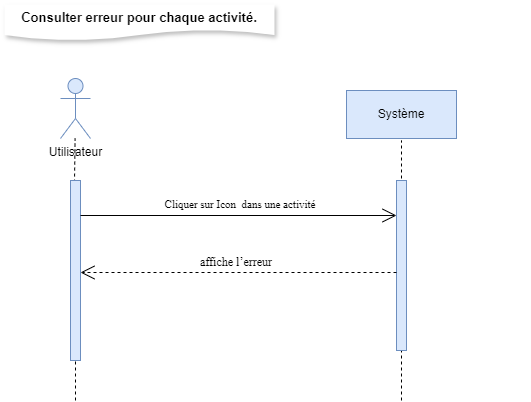 Consulter erreur pour chaque activité.
Système
Utilisateur
Cliquer sur Icon dans une activité
affiche l'erreur